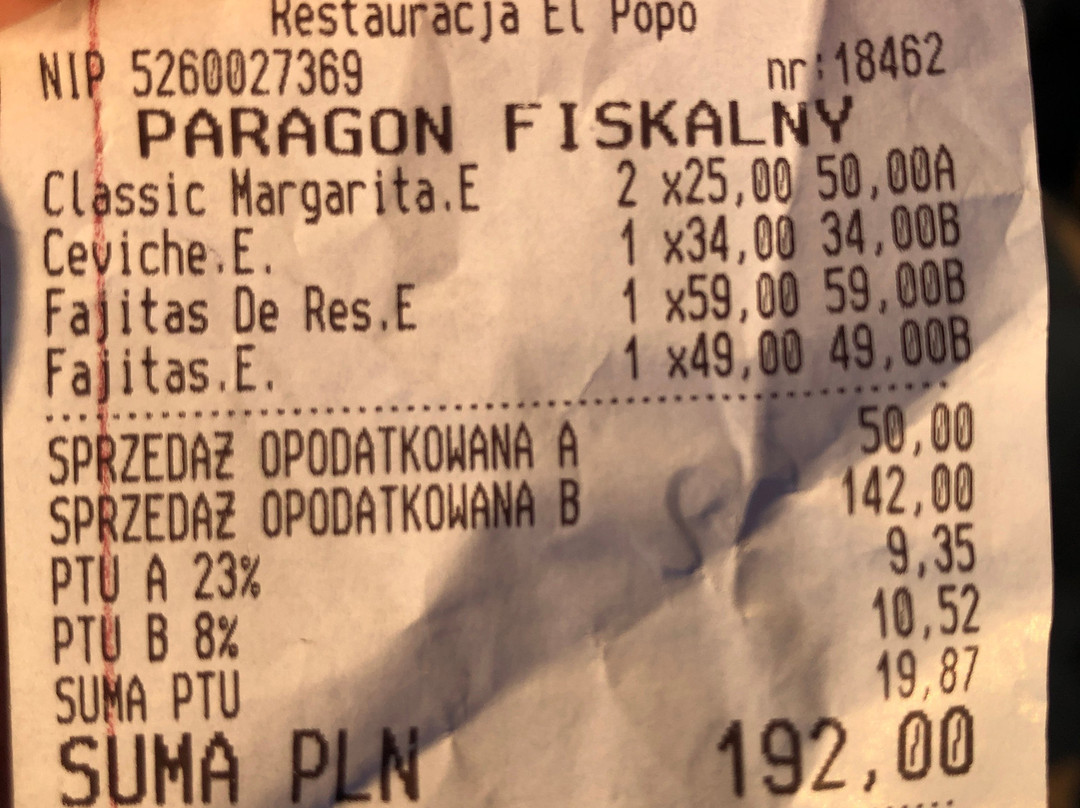 Restauracja El Popo
NIP 5260027369 nr:18462
PARAGON FISKALNY
Classic Margarita.E 2 x25,00 50,00A
Ceviche.E. 1 x34,00 34,00B
Fajitas De Res.E 1 x59,00 59,00B
Fajitas.E. 1 x49,00 49,00B
SPRZEDAŻ OPODATKOWANA A 50,00
SPRZEDAŻ OPODATKOWANA B 142,00
PTU A 23% 9,35
PTU B 8% 10,52
SUMA PTU 19,87
SUMA PLN 192,00